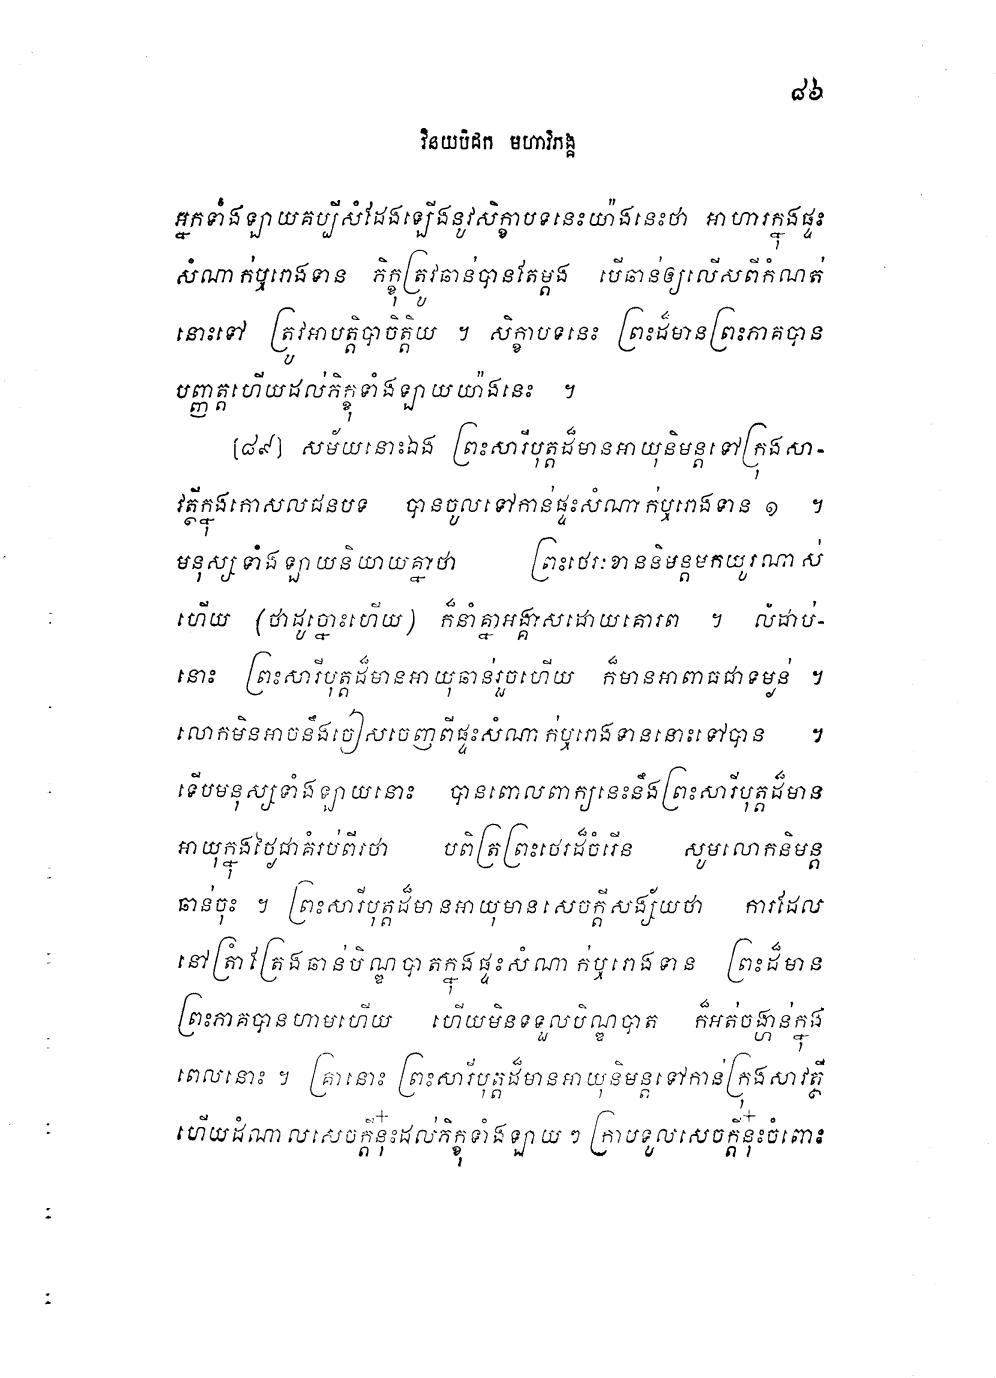 ៨៦
វិនយបិដក មហាវិភង្គ
អ្នកទាំងឡាយគប្បីសំដែងឡើងនូវសិក្ខាបទនេះយ៉ាងនេះថា អាហារក្នុងផ្ទះ
សំណាក់ឬរោងទាន ភិក្ខុត្រូវឆាន់បានតែម្តង បើឆាន់ឲ្យលើសពីកំណត់
នោះទៅ ត្រូវអាបត្តិបាចិត្តិយ ។ សិក្ខាបទនេះ ព្រះដ៏មានព្រះភាគបាន
បញ្ញត្តហើយដល់ភិក្ខុទាំងឡាយយ៉ាងនេះ ។
[៨៩] សម័យនោះឯង ព្រះសារីបុត្តដ៏មានអាយុនិមន្តទៅក្រុងសា-
វត្ថីក្នុងកោសលជនបទ បានចូលទៅកាន់ផ្ទះសំណាក់ឬរោងទាន ១ ។
មនុស្សទាំងឡាយនិយាយគ្នាថា ព្រះថេរៈខាននិមន្តមកយូរណាស់
ហើយ (ថាដូច្នោះហើយ) ក៏នាំគ្នាអង្គាសដោយគោរព ។ លំដាប់-
នោះ ព្រះសារីបុត្តដ៏មានអាយុឆាន់រួចហើយ ក៏មានអាពាធជាទម្ងន់ ។
លោកមិនអាចនឹងចៀសចេញពីផ្ទះសំណាក់ឬរោងទាននោះទៅបាន ។
ទើបមនុស្សទាំងឡាយនោះ បានពោលពាក្យនេះនឹងព្រះសារីបុត្តដ៏មាន
អាយុក្នុងថ្ងៃជាគំរប់ពីរថា បពិត្រព្រះថេរដ៏ចំរើន សូមលោកនិមន្ត
ឆាន់ចុះ ។ ព្រះសារីបុត្តដ៏មានអាយុមានសេចក្តីសង្ស័យថា ការដែល
នៅត្រាំត្រែងឆាន់បិណ្ឌបាតក្នុងផ្ទះសំណាក់ឬរោងទាន ព្រះដ៏មាន
ព្រះភាគបានហាមហើយ ហើយមិនទទួលបិណ្ឌបាត ក៏អត់ចង្ហាន់ក្នុង
ពេលនោះ ។ គ្រានោះ ព្រះសារីបុត្តដ៏មានអាយុនិមន្តទៅកាន់ក្រុងសាវត្ថី
ហើយដំណាលសេចក្តីនុ៎ះដល់ភិក្ខុទាំងឡាយ ៗ ក្រាបទូលសេចក្តីនុ៎ះចំពោះ